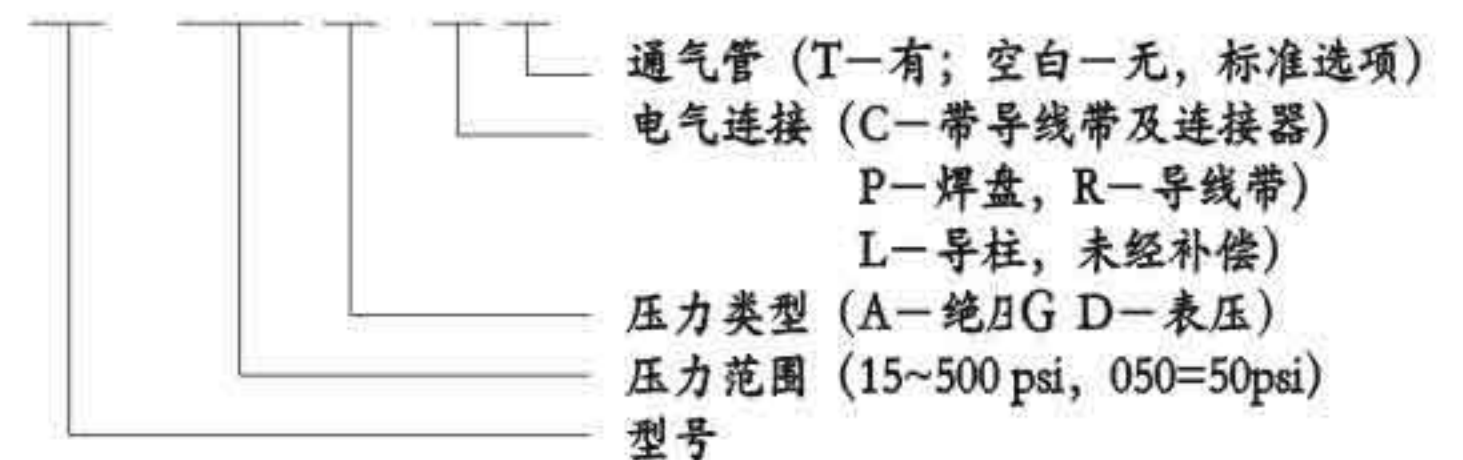 通气管（T－有；空白－无，标准选项）
电气连接（C－带导线带及连接器）
P－焊盘，R－导线带）
L－导柱，未经补偿）
压力类型（A－绝 G D－表压）
压力范围（15~500 psi，050=50psi）
型号